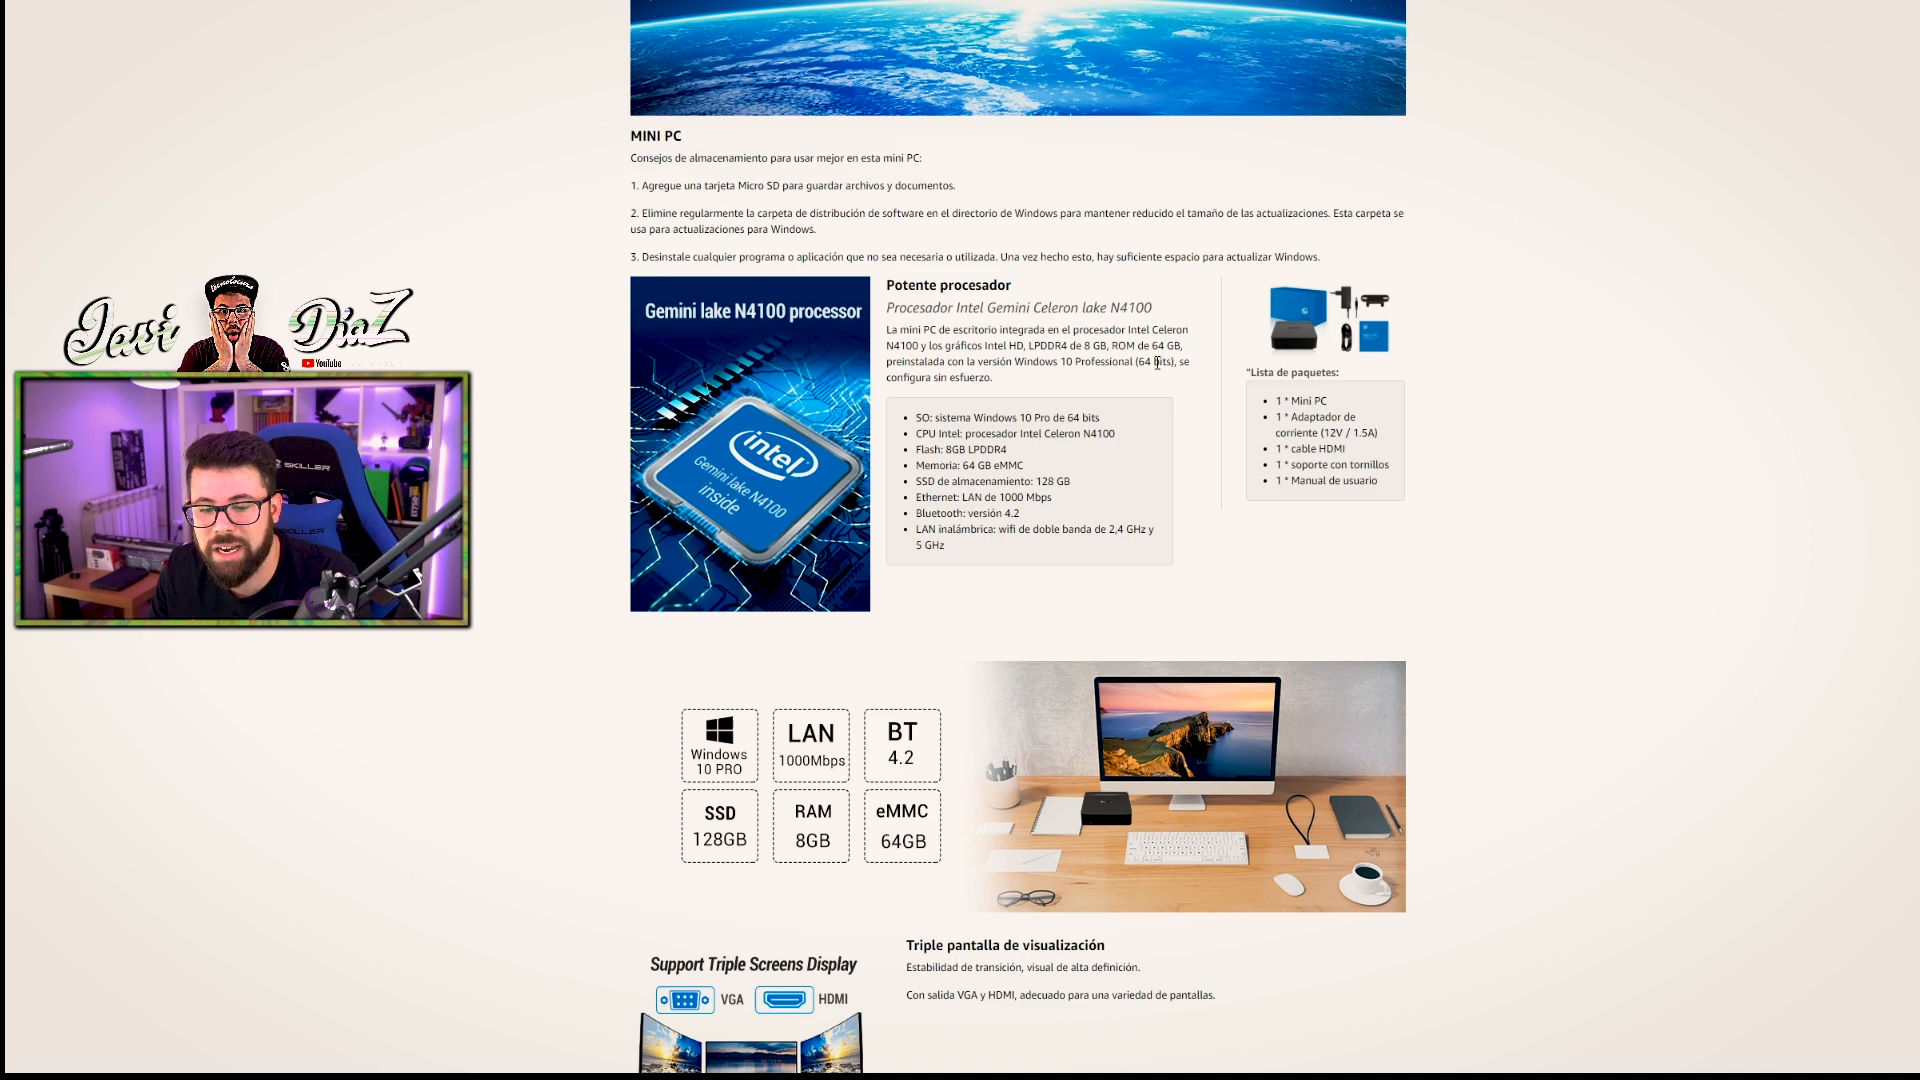 MINI PC
Consejos de almacenamiento para usar mejor en esta mini PC:
1. Agregue una tarjeta Micro SD para guardar archivos y documentos.
2. Elimine regularmente la carpeta de distribución de software en el directorio de Windows para mantener reducido el tamaño de las actualizaciones. Esta carpeta se
usa para actualizaciones para Windows.
3. Desinstale cualquier programa o aplicación que no sea necesaria o utilizada. Una vez hecho esto, hay suficiente espacio para actualizar Windows.
Gemini lake N4100 processor
intel
Gemini lake N4100
inside
Potente procesador
Procesador Intel Gemini Celeron lake N4100
La mini PC de escritorio integrada en el procesador Intel Celeron
N4100 y los gráficos Intel HD, LPDDR4 de 8 GB, ROM de 64 GB,
preinstalada con la versión Windows 10 Professional (64 bits), se
configura sin esfuerzo.
SO: sistema Windows 10 Pro de 64 bits
CPU Intel: procesador Intel Celeron N4100
Flash: 8GB LPDDR4
Memoria: 64 GB eMMC
SSD de almacenamiento: 128 GB
Ethernet: LAN de 1000 Mbps
Bluetooth: versión 4.2
LAN inalámbrica: wifi de doble banda de 2,4 GHz y
5 GHz
"Lista de paquetes:
1 * Mini PC
1 * Adaptador de
corriente (12V / 1.5A)
1 * cable HDMI
1 * soporte con tornillos
1 * Manual de usuario
Javi DíaZ
YouTube
SKILLER
SKILLER
Windows
10 PRO
LAN
1000Mbps
BT
4.2
SSD
128GB
RAM
8GB
eMMC
64GB
Support Triple Screens Display
VGA
HDMI
Triple pantalla de visualización
Estabilidad de transición, visual de alta definición.
Con salida VGA y HDMI, adecuado para una variedad de pantallas.